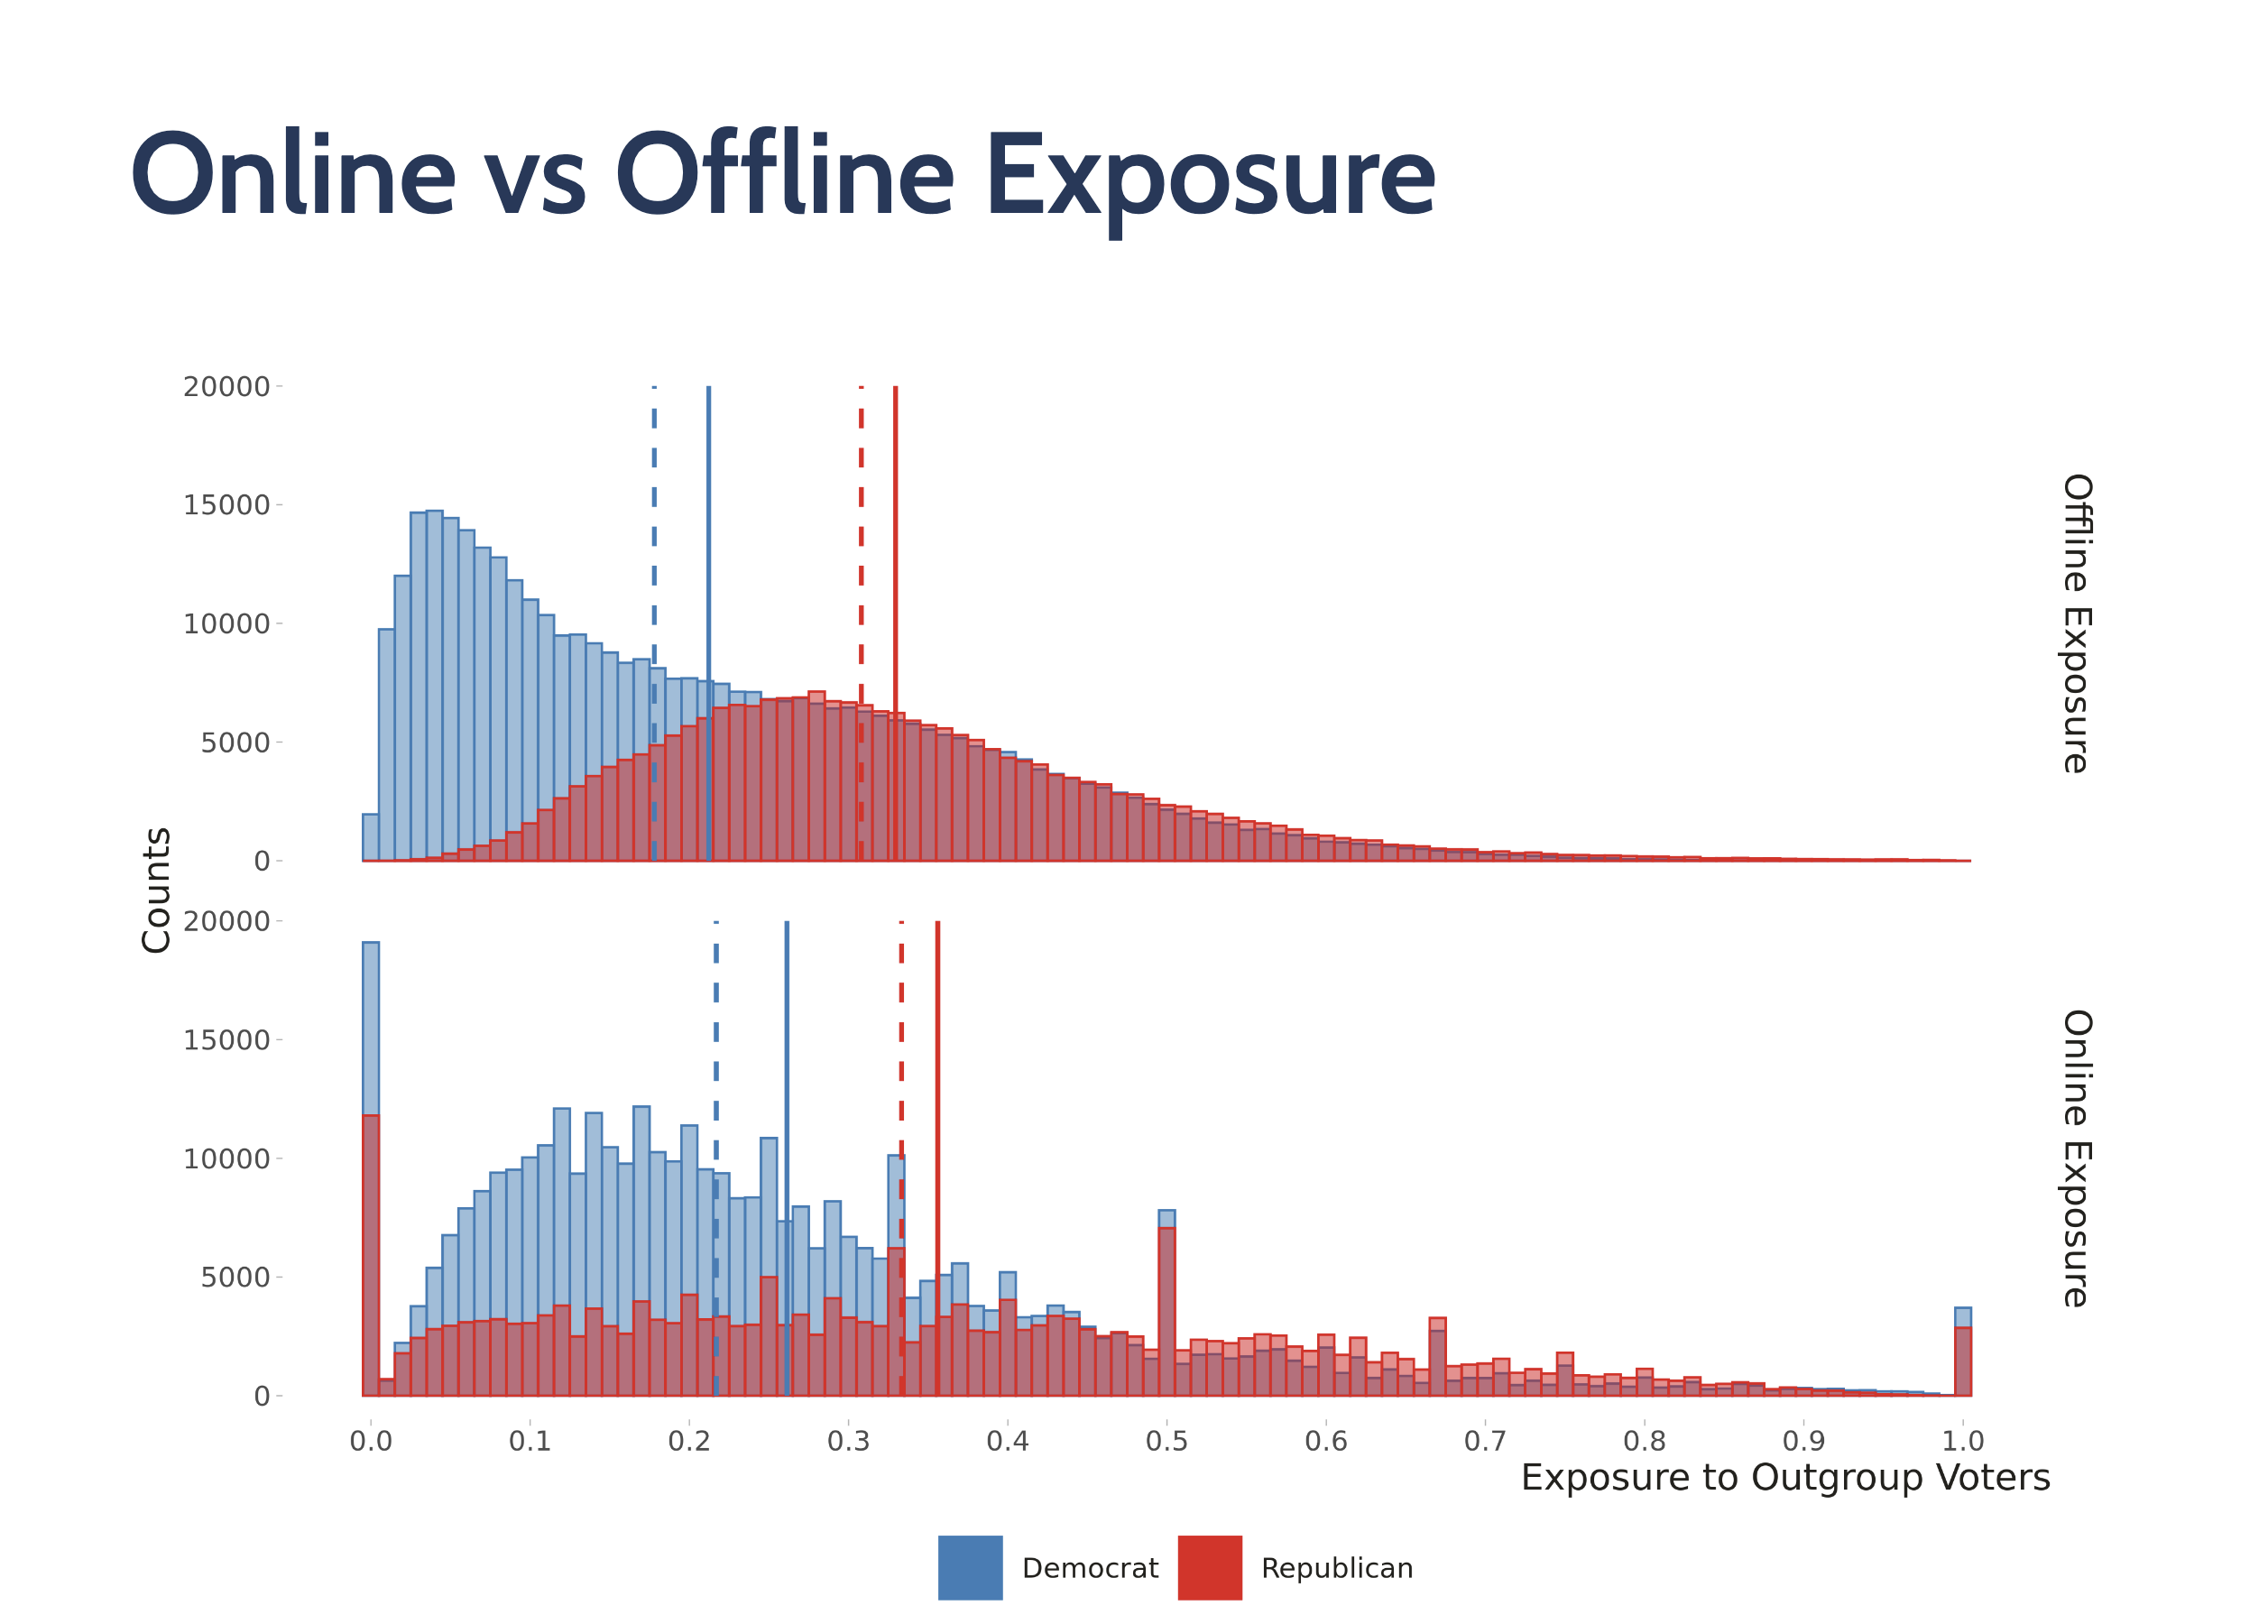 Online vs Offline Exposure
20000
15000
10000
5000
0
Offline Exposure
Counts
20000
15000
10000
5000
0
Online Exposure
0.0 0.1 0.2 0.3 0.4 0.5 0.6 0.7 0.8 0.9 1.0
Exposure to Outgroup Voters
Democrat Republican